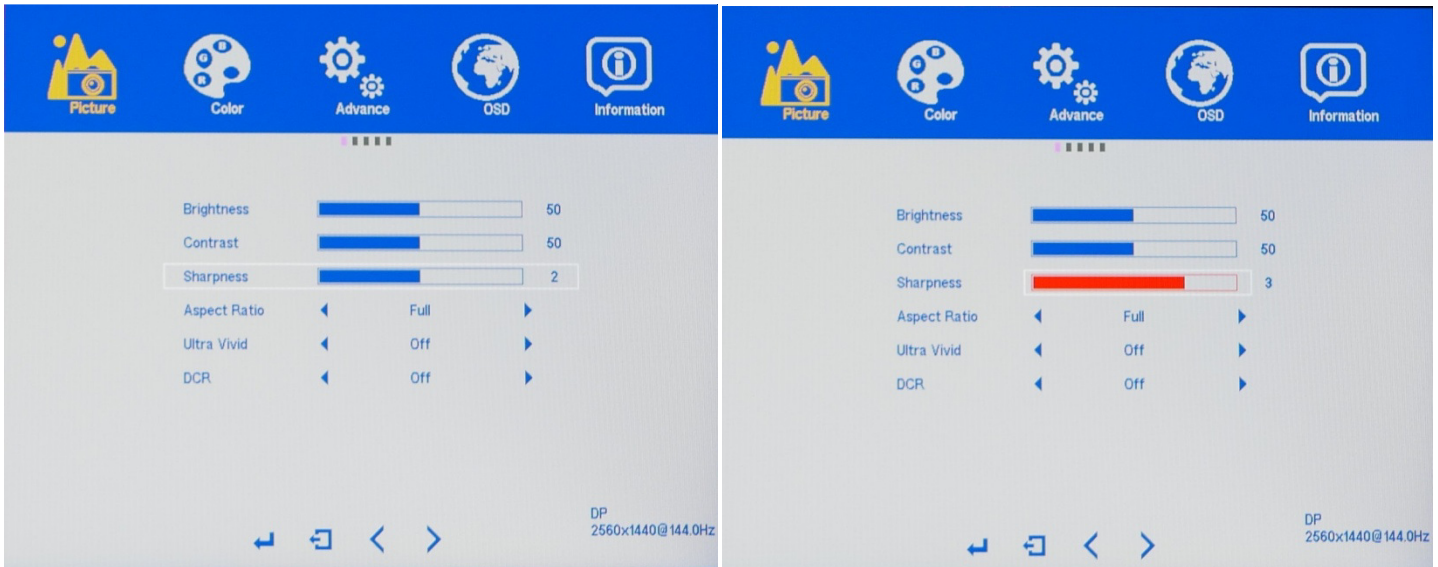 Picture Color Advance OSD Information
Brightness 50
Contrast 50
Sharpness 2
Aspect Ratio Full
Ultra Vivid Off
DCR Off
DP
2560x1440@144.0Hz
Picture Color Advance OSD Information
Brightness 50
Contrast 50
Sharpness 3
Aspect Ratio Full
Ultra Vivid Off
DCR Off
DP
2560x1440@144.0Hz